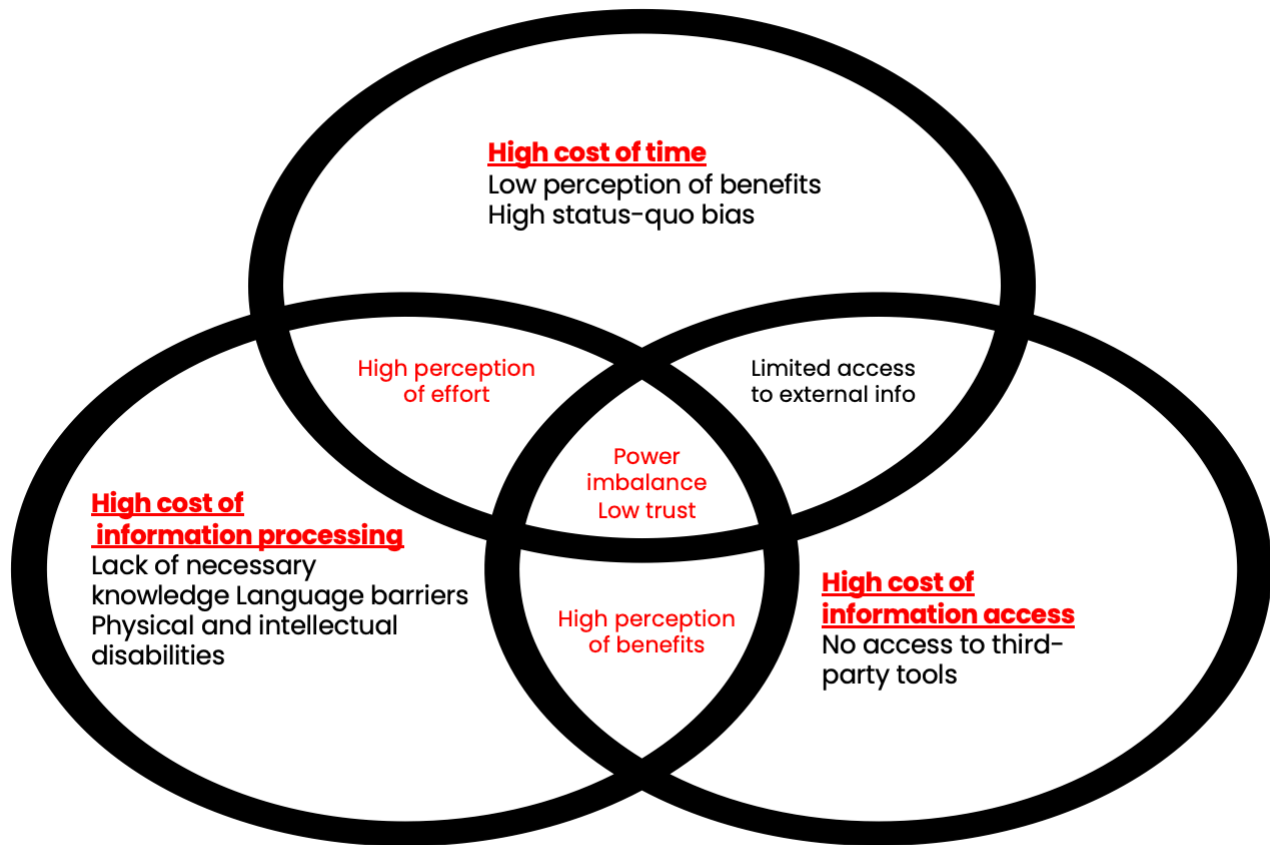 High cost of time
Low perception of benefits
High status-quo bias
High perception
of effort
Limited access
to external info
Power
imbalance
Low trust
High cost of
information processing
Lack of necessary
knowledge Language barriers
Physical and intellectual
disabilities
High cost of
information access
No access to third-
party tools
High perception
of benefits